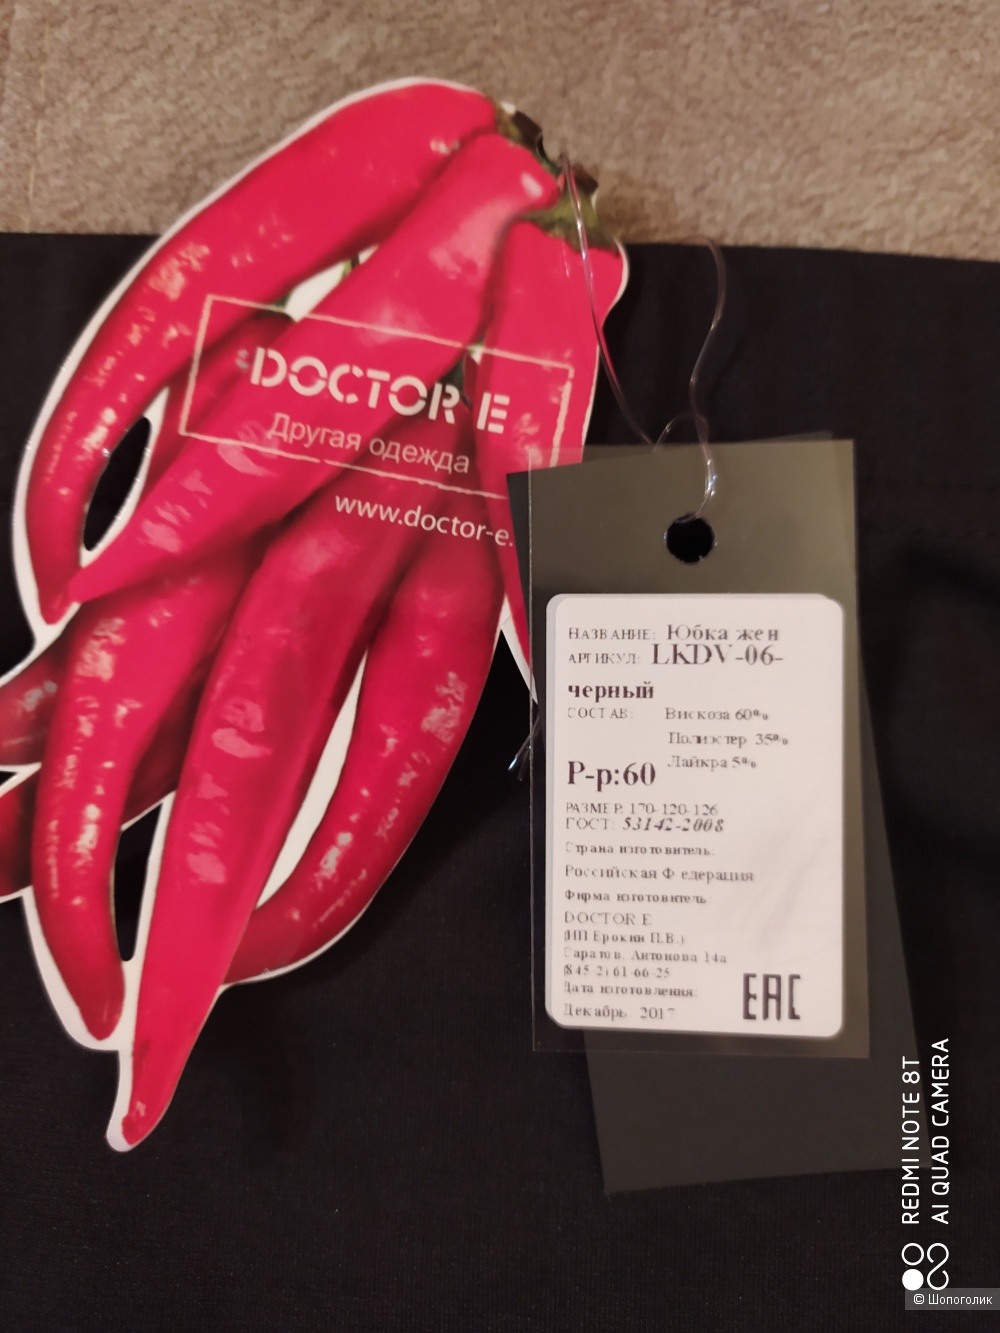 DOCTOR E
Другая одежда
www.doctor-e.
НАЗВАНИЕ: Юбка жен
АРТИКУЛ: LKDV-06-
черный
СОСТАВ: Вискоза 60%
Полиэстер 35%
Лайкра 5%
Р-р:60
РАЗМЕР: 170-120-126
ГОСТ: 53142-2008
Страна изготовитель:
Российская Федерация
Фирма изготовитель
DOCTOR E
(ИП Ерокин П.В.)
Саратов, Антонова 14а
(845-2) 61-66-25
Дата изготовления:
Декабрь 2017
EAC
REDMI NOTE 8T
AI QUAD CAMERA
© Шопоголик